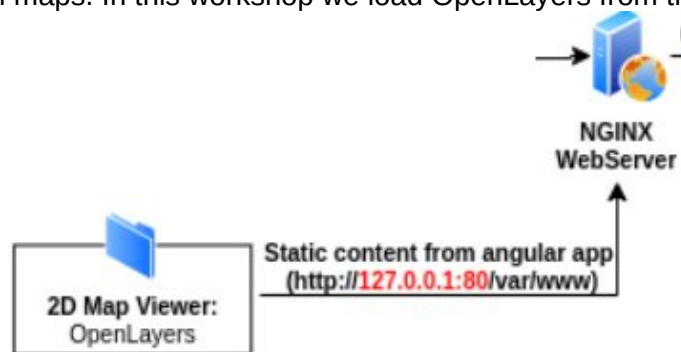 maps. In this workshop we load OpenLayers from
NGINX
WebServer
Static content from angular app
(http://127.0.0.1:80/var/www)
2D Map Viewer:
OpenLayers